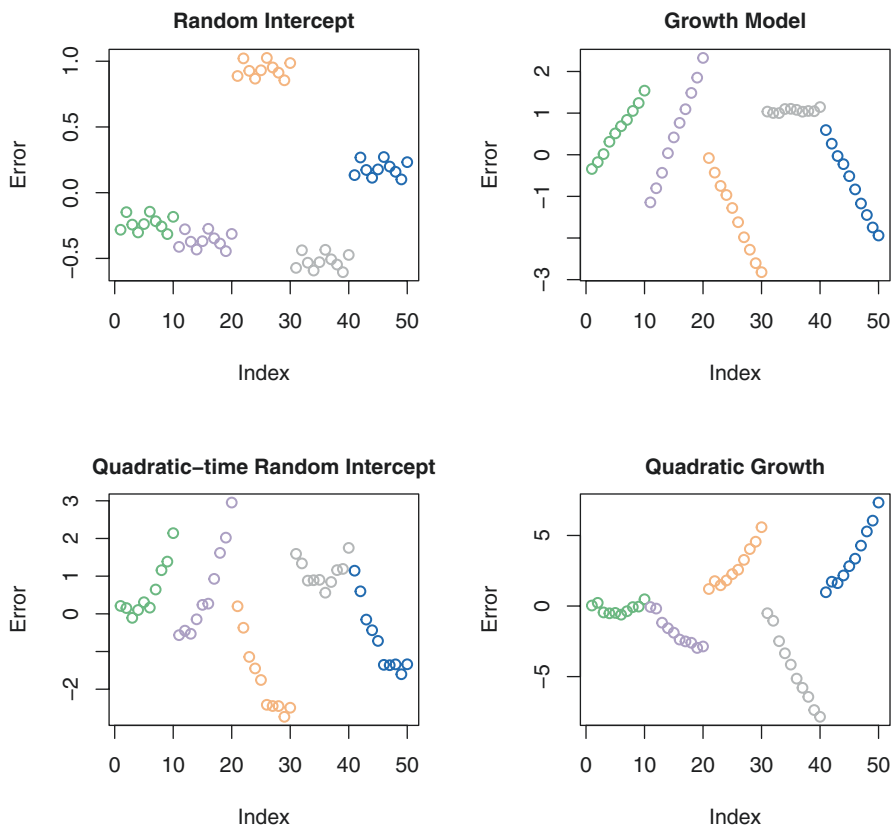 Random Intercept
Error
1.0
0.5
0.0
−0.5
0 10 20 30 40 50
Index
Growth Model
Error
2
1
0
−1
−3
0 10 20 30 40 50
Index
Quadratic−time Random Intercept
Error
3
2
1
0
−2
0 10 20 30 40 50
Index
Quadratic Growth
Error
5
0
−5
0 10 20 30 40 50
Index